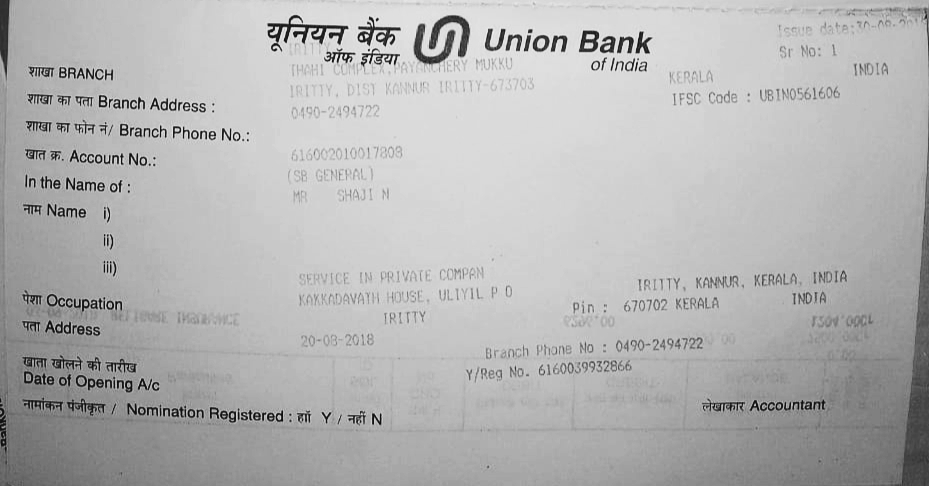 यूनियन बैंक Union Bank
ऑफ इंडिया of India
Issue date:30-08-201
Sr No: 1
IRITTY
शाखा BRANCH
THAHI COMPLEX,PAYANCHERY MUKKU
KERALA INDIA
शाखा का पता Branch Address :
IRITTY, DIST KANNUR IRITTY-673703
IFSC Code : UBIN0561606
0490-2494722
शाखा का फोन नं/ Branch Phone No.:
खात क्र. Account No.:
616002010017808
(SB GENERAL)
In the Name of :
MR SHAJI N
नाम Name i)
ii)
iii)
SERVICE IN PRIVATE COMPAN
पेशा Occupation
KAKKADAVATH HOUSE, ULIYIL P O
IRITTY, KANNUR, KERALA, INDIA
IRITTY
Pin : 670702 KERALA INDIA
पता Address
20-08-2018
Branch Phone No : 0490-2494722
खाता खोलने की तारीख
Date of Opening A/c
Y/Reg No. 6160039932866
नामांकन पंजीकृत / Nomination Registered : हाॅं Y / नहीं N
लेखाकार Accountant